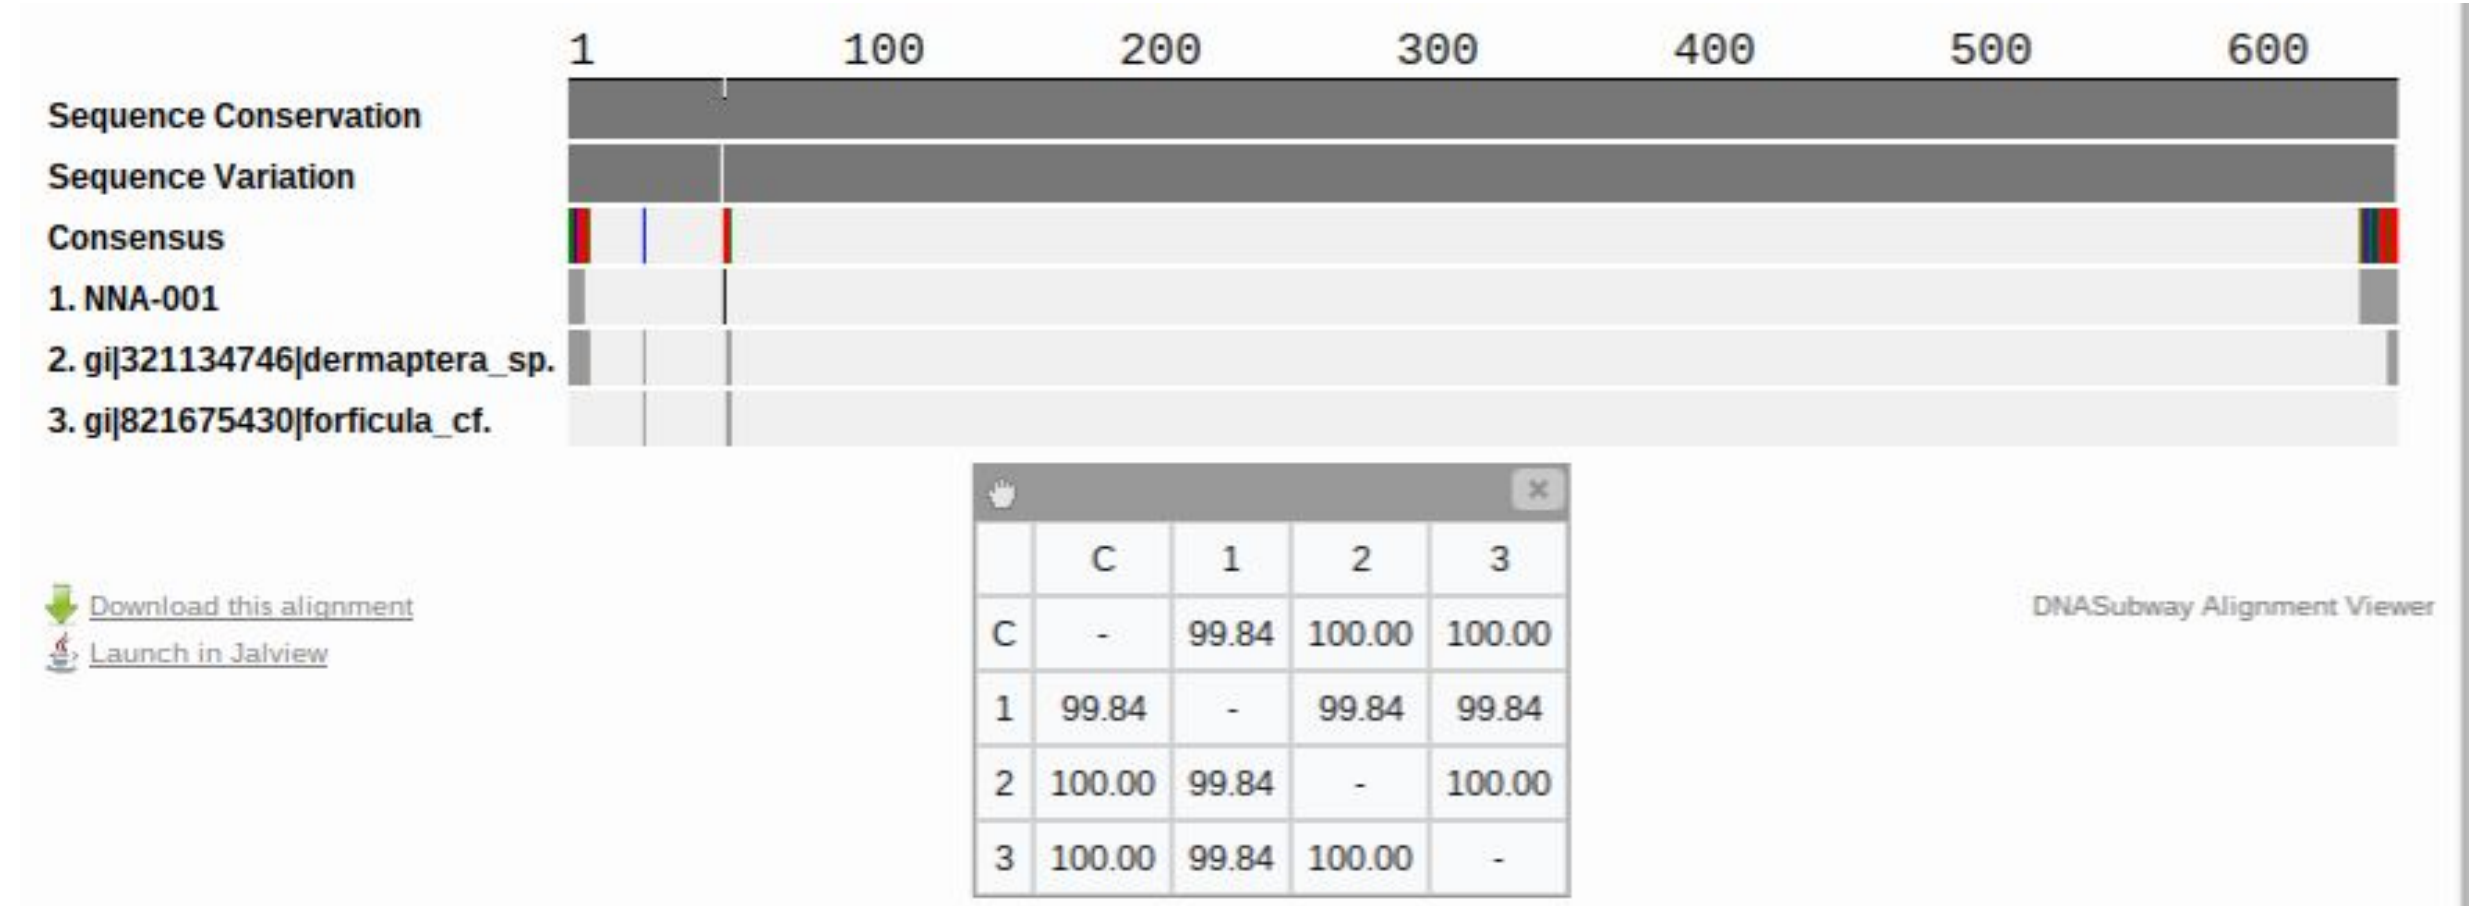 1 100 200 300 400 500 600
Sequence Conservation
Sequence Variation
Consensus
1. NNA-001
2. gi|321134746|dermaptera_sp.
3. gi|821675430|forficula_cf.
C 1 2 3
C - 99.84 100.00 100.00
1 99.84 - 99.84 99.84
2 100.00 99.84 - 100.00
3 100.00 99.84 100.00 -
Download this alignment
Launch in Jalview
DNASubway Alignment Viewer